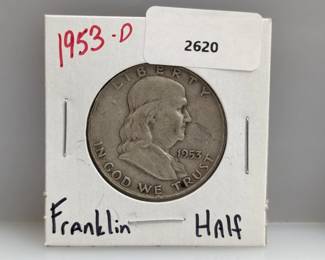 1953-D
2620
LIBERTY
1953
IN GOD WE TRUST
Franklin Half